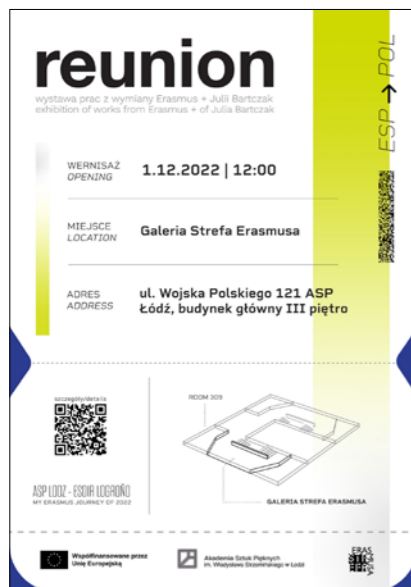 reunion
wystawa prac z wymiany Erasmus + Julii Bartczak
exhibition of works from Erasmus + of Julia Bartczak
ESP → POL
WERNISAŻ
OPENING
1.12.2022 | 12:00
MIEJSCE
LOCATION
Galeria Strefa Erasmusa
ADRES
ADDRESS
ul. Wojska Polskiego 121 ASP
Łódź, budynek główny III piętro
szczegóły/details
ROOM 309
GALERIA STREFA ERASMUSA
ASP LODZ - ESDIR LOGROÑO
MY ERASMUS JOURNEY OF 2022
Współfinansowane przez
Unię Europejską
Akademia Sztuk Pięknych
im. Władysława Strzemińskiego w Łodzi